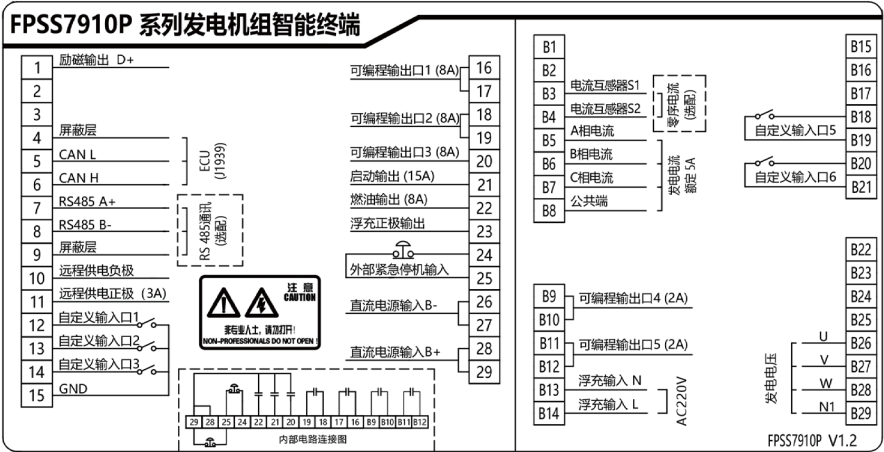 FPSS7910P 系列发电机组智能终端
1 励磁输出 D+
2
3
4 屏蔽层
5 CAN L
6 CAN H
ECU
(J1939)
7 RS485 A+
8 RS485 B-
9 屏蔽层
RS 485通讯
(选配)
10 远程供电负极
11 远程供电正极 (3A)
12 自定义输入口1
13 自定义输入口2
14 自定义输入口3
15 GND
可编程输出口1 (8A) 16
17
可编程输出口2 (8A) 18
19
可编程输出口3 (8A) 20
启动输出 (15A) 21
燃油输出 (8A) 22
浮充正极输出 23
24
外部紧急停机输入 25
直流电源输入B- 26
27
直流电源输入B+ 28
29
注 意
CAUTION
非专业人士，请勿打开!
NON-PROFESSIONALS DO NOT OPEN !
29 28 25 24 22 21 20 19 18 17 16 B9 B10 B11 B12
内部电路连接图
B1
B2
B3 电流互感器S1
B4 电流互感器S2
零序电流
(选配)
B5 A相电流
B6 B相电流
B7 C相电流
B8 公共端
发电电流
额定 5A
B9 可编程输出口4 (2A)
B10
B11 可编程输出口5 (2A)
B12
B13 浮充输入 N
B14 浮充输入 L
AC220V
B15
B16
B17
B18
自定义输入口5 B19
B20
自定义输入口6 B21
B22
B23
B24
B25
发电电压
U B26
V B27
W B28
N1 B29
FPSS7910P V1.2